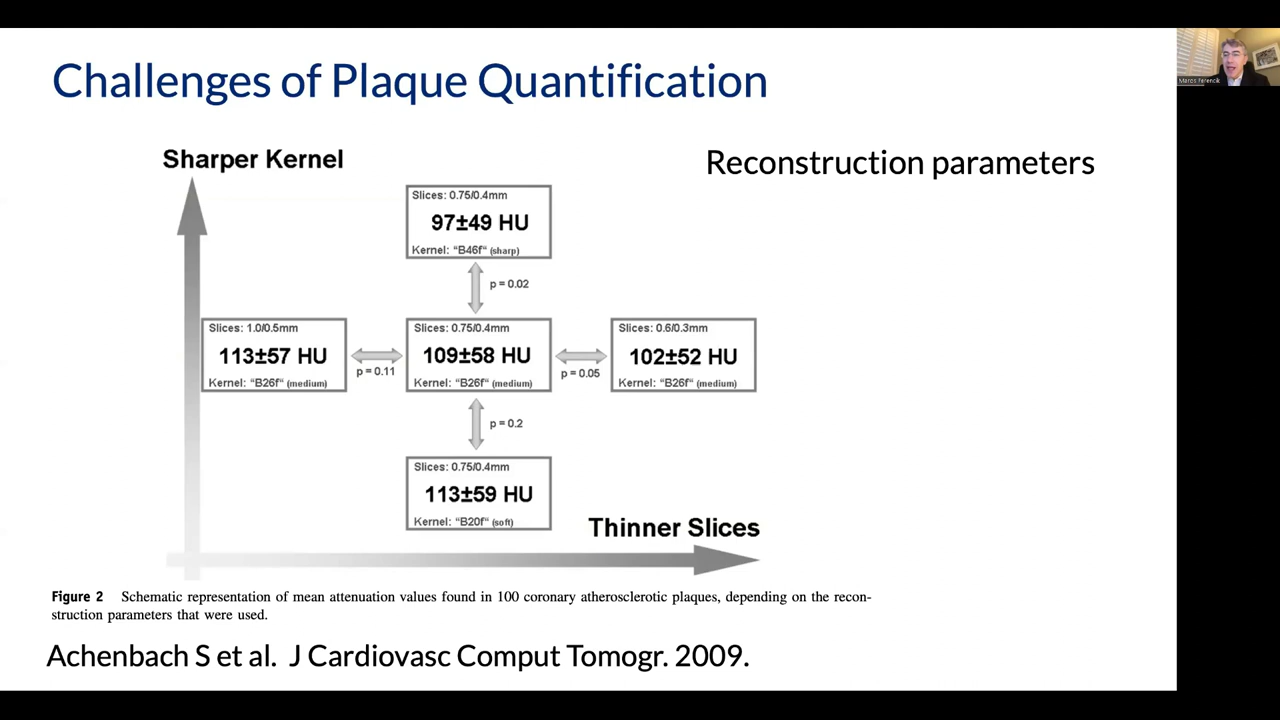 Challenges of Plaque Quantification
Reconstruction parameters
Sharper Kernel
Slices: 0.75/0.4mm
97±49 HU
Kernel: "B46f" (sharp)
p = 0.02
Slices: 1.0/0.5mm
113±57 HU
Kernel: "B26f" (medium)
p = 0.11
Slices: 0.75/0.4mm
109±58 HU
Kernel: "B26f" (medium)
p = 0.05
Slices: 0.6/0.3mm
102±52 HU
Kernel: "B26f" (medium)
p = 0.2
Slices: 0.75/0.4mm
113±59 HU
Kernel: "B20f" (soft)
Thinner Slices
Figure 2 Schematic representation of mean attenuation values found in 100 coronary atherosclerotic plaques, depending on the recon-
struction parameters that were used.
Achenbach S et al. J Cardiovasc Comput Tomogr. 2009.